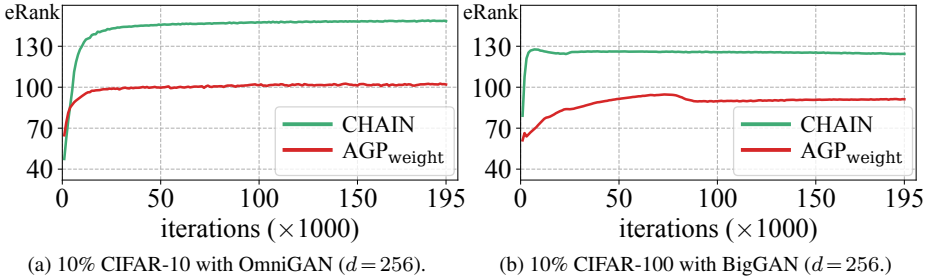 eRank
130
100
70
40
CHAIN
AGP_weight
0 50 100 150 195
iterations (×1000)
(a) 10% CIFAR-10 with OmniGAN (d=256).
eRank
130
100
70
40
CHAIN
AGP_weight
0 50 100 150 195
iterations (×1000)
(b) 10% CIFAR-100 with BigGAN (d=256.)